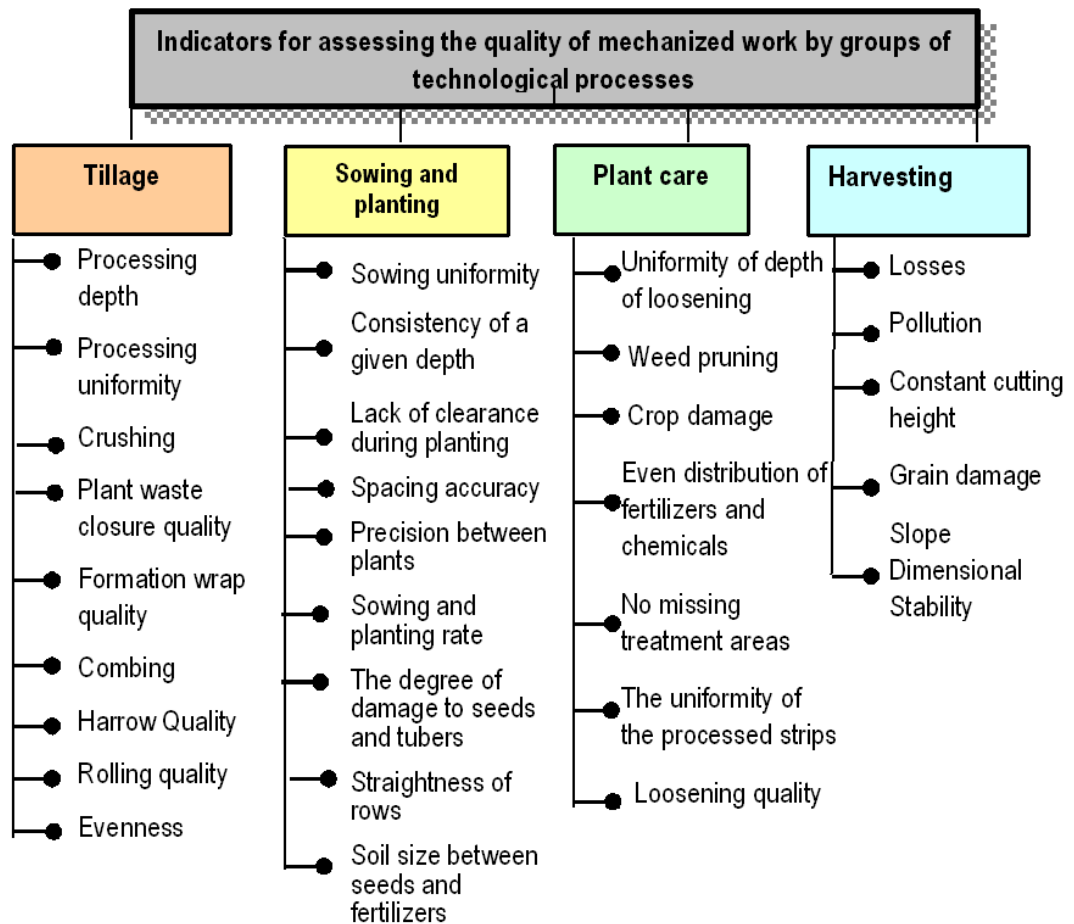 Indicators for assessing the quality of mechanized work by groups of
technological processes
Tillage
Processing
depth
Processing
uniformity
Crushing
Plant waste
closure quality
Formation wrap
quality
Combing
Harrow Quality
Rolling quality
Evenness
Sowing and
planting
Sowing uniformity
Consistency of a
given depth
Lack of clearance
during planting
Spacing accuracy
Precision between
plants
Sowing and
planting rate
The degree of
damage to seeds
and tubers
Straightness of
rows
Soil size between
seeds and
fertilizers
Plant care
Uniformity of depth
of loosening
Weed pruning
Crop damage
Even distribution of
fertilizers and
chemicals
No missing
treatment areas
The uniformity of
the processed strips
Loosening quality
Harvesting
Losses
Pollution
Constant cutting
height
Grain damage
Slope
Dimensional
Stability